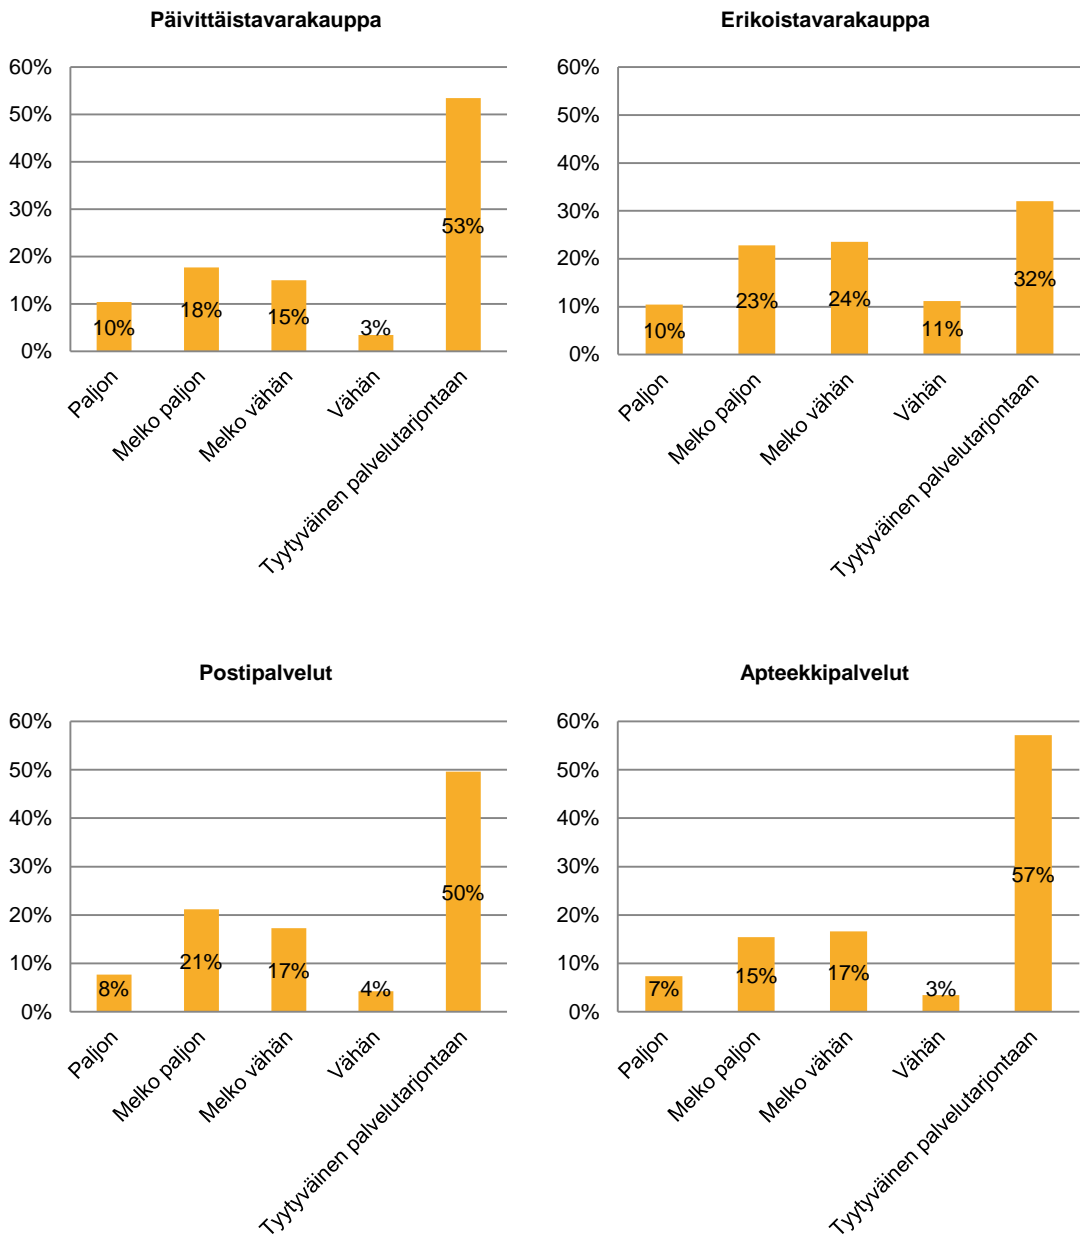 Päivittäistavarakauppa
60%
50%
40%
30%
20%
10%
0%
10%
18%
15%
3%
53%
Paljon
Melko paljon
Melko vähän
Vähän
Tyytyväinen palvelutarjontaan
Erikoistavarakauppa
60%
50%
40%
30%
20%
10%
0%
10%
23%
24%
11%
32%
Paljon
Melko paljon
Melko vähän
Vähän
Tyytyväinen palvelutarjontaan
Postipalvelut
60%
50%
40%
30%
20%
10%
0%
8%
21%
17%
4%
50%
Paljon
Melko paljon
Melko vähän
Vähän
Tyytyväinen palvelutarjontaan
Apteekkipalvelut
60%
50%
40%
30%
20%
10%
0%
7%
15%
17%
3%
57%
Paljon
Melko paljon
Melko vähän
Vähän
Tyytyväinen palvelutarjontaan